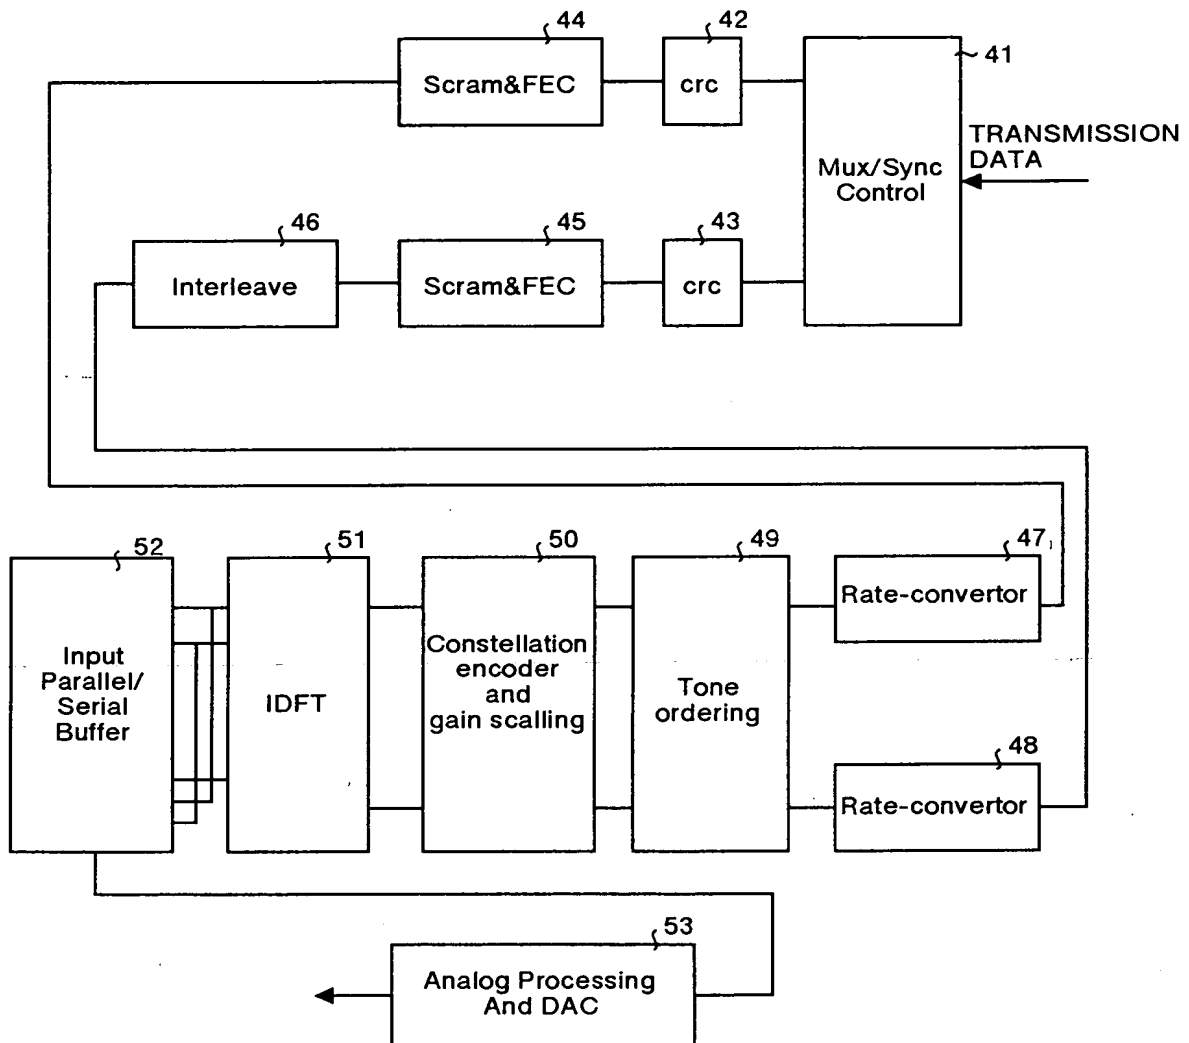 44
42
41
Scram&FEC
crc
Mux/Sync
Control
TRANSMISSION
DATA
46
45
43
Interleave
Scram&FEC
crc
52
51
50
49
47
Input
Parallel/
Serial
Buffer
IDFT
Constellation
encoder
and
gain scalling
Tone
ordering
Rate-convertor
48
Rate-convertor
53
Analog Processing
And DAC